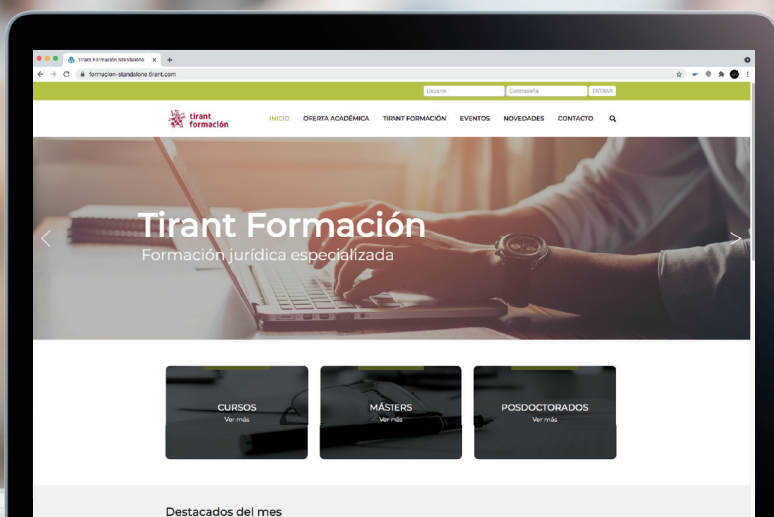 Tirant Formación Standalone
formacion-standalone.tirant.com
Usuario
Contraseña
ENTRAR
tirant
formación
INICIO OFERTA ACADÉMICA TIRANT FORMACIÓN EVENTOS NOVEDADES CONTACTO
Tirant Formación
Formación jurídica especializada
CURSOS
Ver más
MÁSTERS
Ver más
POSDOCTORADOS
Ver más
Destacados del mes